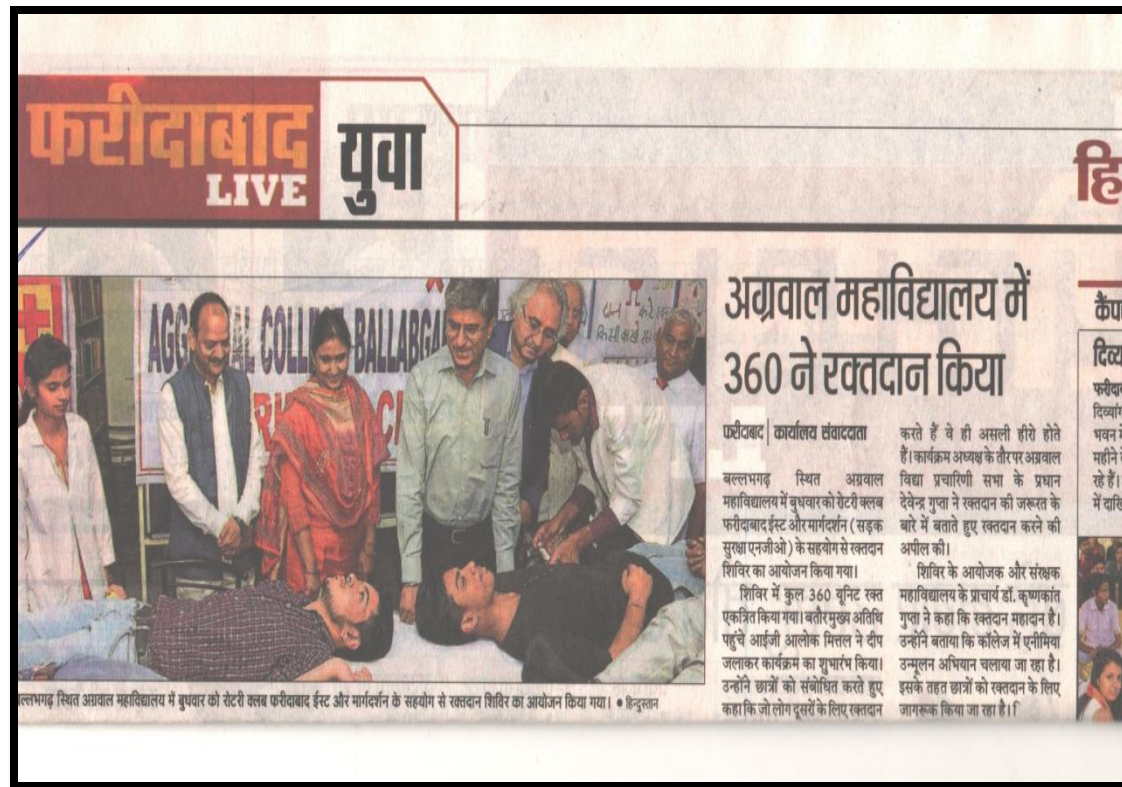 फरीदाबाद
LIVE
युवा
हि
AGG
COLL
BALLABGA
अग्रवाल महाविद्यालय में
360 ने रक्तदान किया
फरीदाबाद | कार्यालय संवाददाता
बल्लभगढ़ स्थित अग्रवाल
महाविद्यालय में बुधवार को रोटरी क्लब
फरीदाबाद ईस्ट और मार्गदर्शन (सड़क
सुरक्षा एनजीओ) के सहयोग से रक्तदान
शिविर का आयोजन किया गया।
शिविर में कुल 360 यूनिट रक्त
एकत्रित किया गया। बतौर मुख्य अतिथि
पहुंचे आईजी आलोक मित्तल ने दीप
जलाकर कार्यक्रम का शुभारंभ किया।
उन्होंने छात्रों को संबोधित करते हुए
कहा कि जो लोग दूसरों के लिए रक्तदान
करते हैं वे ही असली हीरो होते
हैं। कार्यक्रम अध्यक्ष के तौर पर अग्रवाल
विद्या प्रचारिणी सभा के प्रधान
देवेन्द्र गुप्ता ने रक्तदान की जरूरत के
बारे में बताते हुए रक्तदान करने की
अपील की।
शिविर के आयोजक और संरक्षक
महाविद्यालय के प्राचार्य डॉ. कृष्णकांत
गुप्ता ने कहा कि रक्तदान महादान है।
उन्होंने बताया कि कॉलेज में एनीमिया
उन्मूलन अभियान चलाया जा रहा है।
इसके तहत छात्रों को रक्तदान के लिए
जागरूक किया जा रहा है।
बल्लभगढ़ स्थित अग्रवाल महाविद्यालय में बुधवार को रोटरी क्लब फरीदाबाद ईस्ट और मार्गदर्शन के सहयोग से रक्तदान शिविर का आयोजन किया गया। ● हिन्दुस्तान
कैंप
दिव्य
फरीदाब
दिव्यांग
भवन में
महीने
रहे हैं।
में दाखि